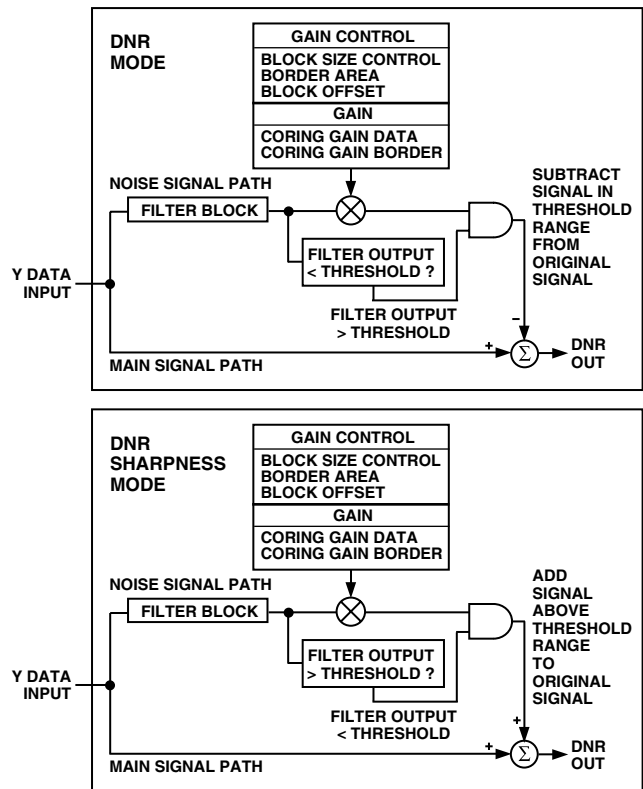 DNR
MODE
GAIN CONTROL
BLOCK SIZE CONTROL
BORDER AREA
BLOCK OFFSET
GAIN
CORING GAIN DATA
CORING GAIN BORDER
NOISE SIGNAL PATH
FILTER BLOCK
FILTER OUTPUT
< THRESHOLD ?
FILTER OUTPUT
> THRESHOLD
SUBTRACT
SIGNAL IN
THRESHOLD
RANGE
FROM
ORIGINAL
SIGNAL
Y DATA
INPUT
MAIN SIGNAL PATH
+
–
Σ
DNR
OUT
DNR
SHARPNESS
MODE
GAIN CONTROL
BLOCK SIZE CONTROL
BORDER AREA
BLOCK OFFSET
GAIN
CORING GAIN DATA
CORING GAIN BORDER
NOISE SIGNAL PATH
FILTER BLOCK
FILTER OUTPUT
> THRESHOLD ?
FILTER OUTPUT
< THRESHOLD
ADD
SIGNAL
ABOVE
THRESHOLD
RANGE
TO
ORIGINAL
SIGNAL
Y DATA
INPUT
MAIN SIGNAL PATH
+
+
Σ
DNR
OUT